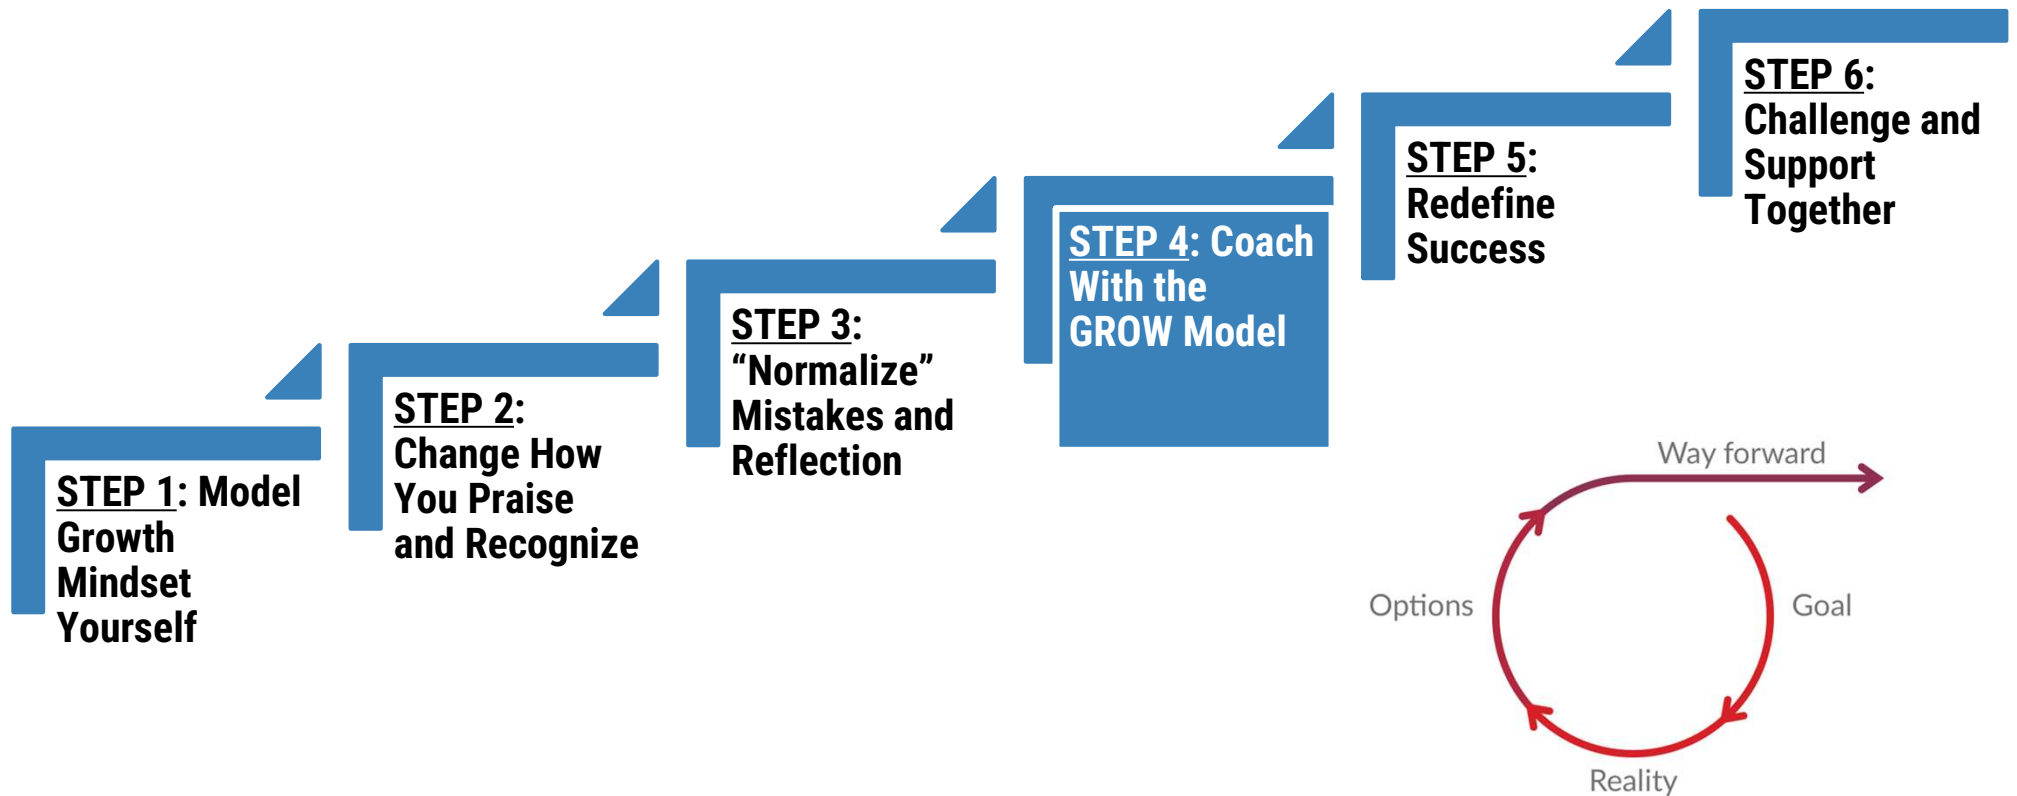 STEP 1: Model
Growth
Mindset
Yourself
STEP 2:
Change How
You Praise
and Recognize
STEP 3:
“Normalize”
Mistakes and
Reflection
STEP 4: Coach
With the
GROW Model
STEP 5:
Redefine
Success
STEP 6:
Challenge and
Support
Together
Way forward
Options
Goal
Reality